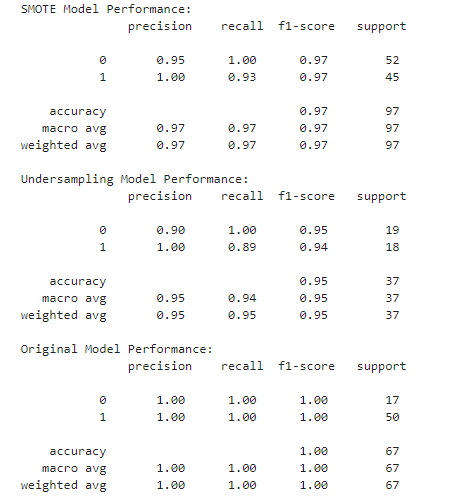 SMOTE Model Performance:
precision recall f1-score support
0 0.95 1.00 0.97 52
1 1.00 0.93 0.97 45
accuracy 0.97 97
macro avg 0.97 0.97 0.97 97
weighted avg 0.97 0.97 0.97 97
Undersampling Model Performance:
precision recall f1-score support
0 0.90 1.00 0.95 19
1 1.00 0.89 0.94 18
accuracy 0.95 37
macro avg 0.95 0.94 0.95 37
weighted avg 0.95 0.95 0.95 37
Original Model Performance:
precision recall f1-score support
0 1.00 1.00 1.00 17
1 1.00 1.00 1.00 50
accuracy 1.00 67
macro avg 1.00 1.00 1.00 67
weighted avg 1.00 1.00 1.00 67